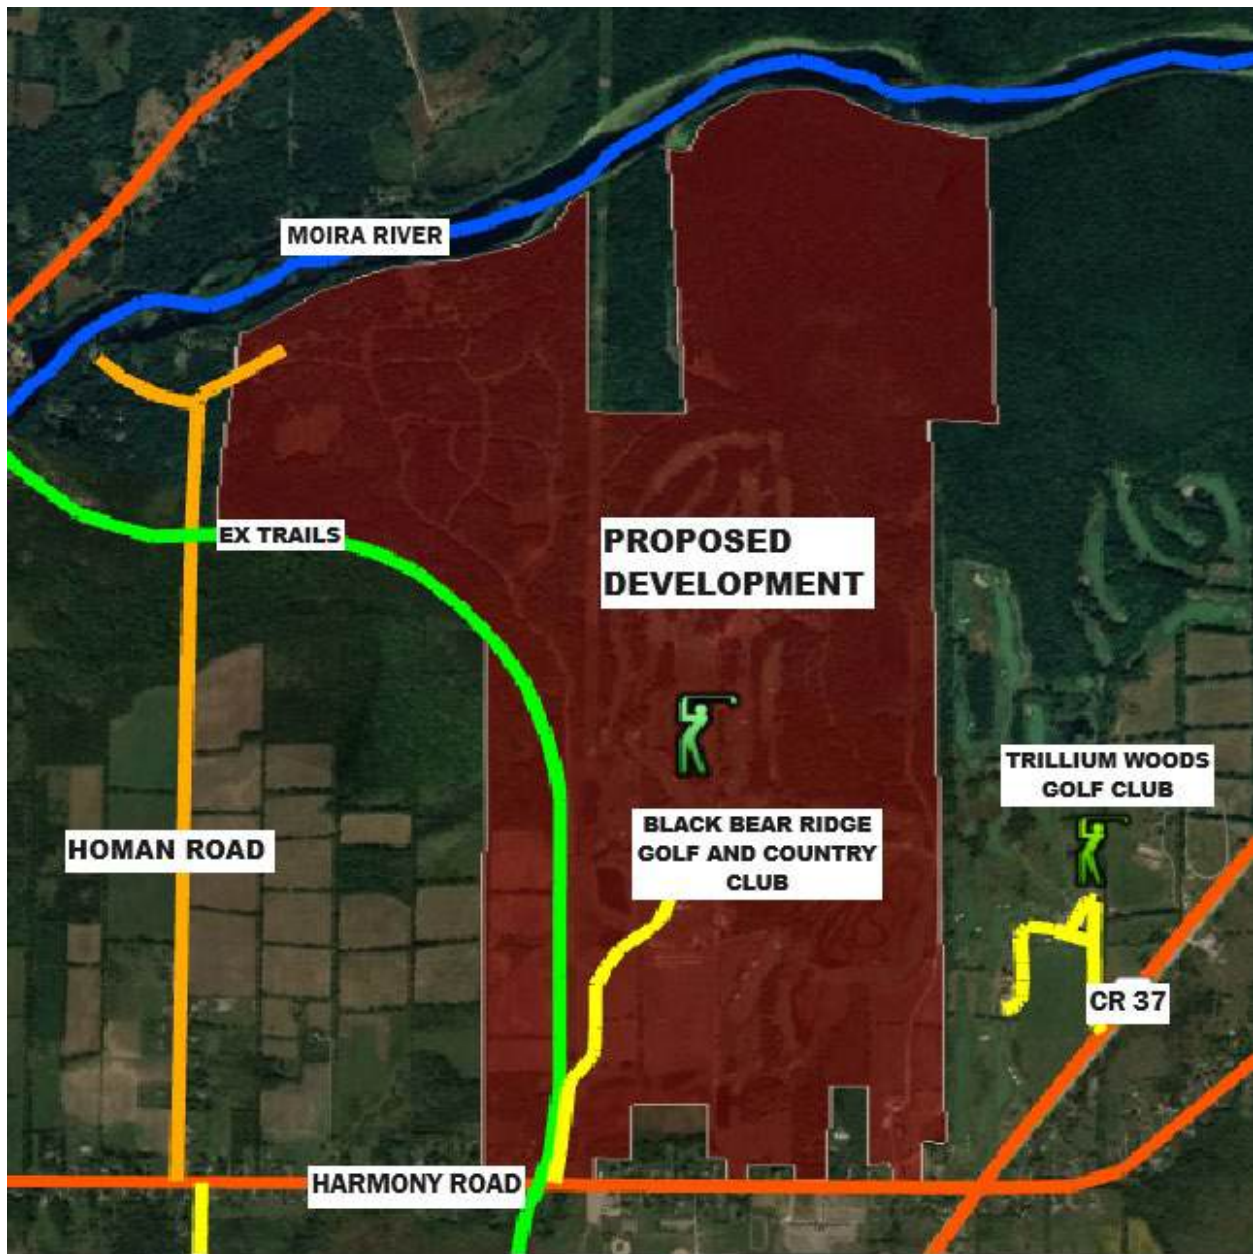 MOIRA RIVER
EX TRAILS
PROPOSED
DEVELOPMENT
TRILLIUM WOODS
GOLF CLUB
BLACK BEAR RIDGE
GOLF AND COUNTRY
CLUB
HOMAN ROAD
CR 37
HARMONY ROAD